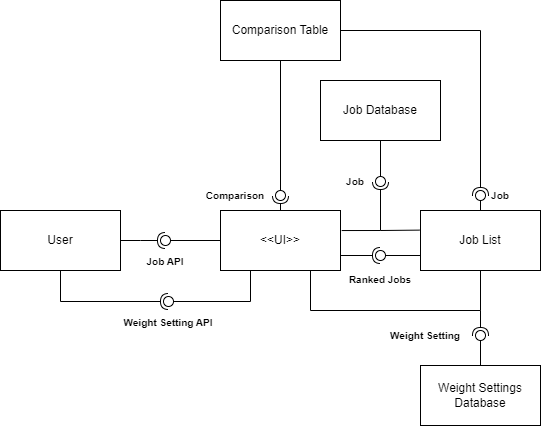 Comparison Table
Job Database
Job
Comparison
Job
User
<<UI>>
Job List
Job API
Ranked Jobs
Weight Setting API
Weight Setting
Weight Settings
Database